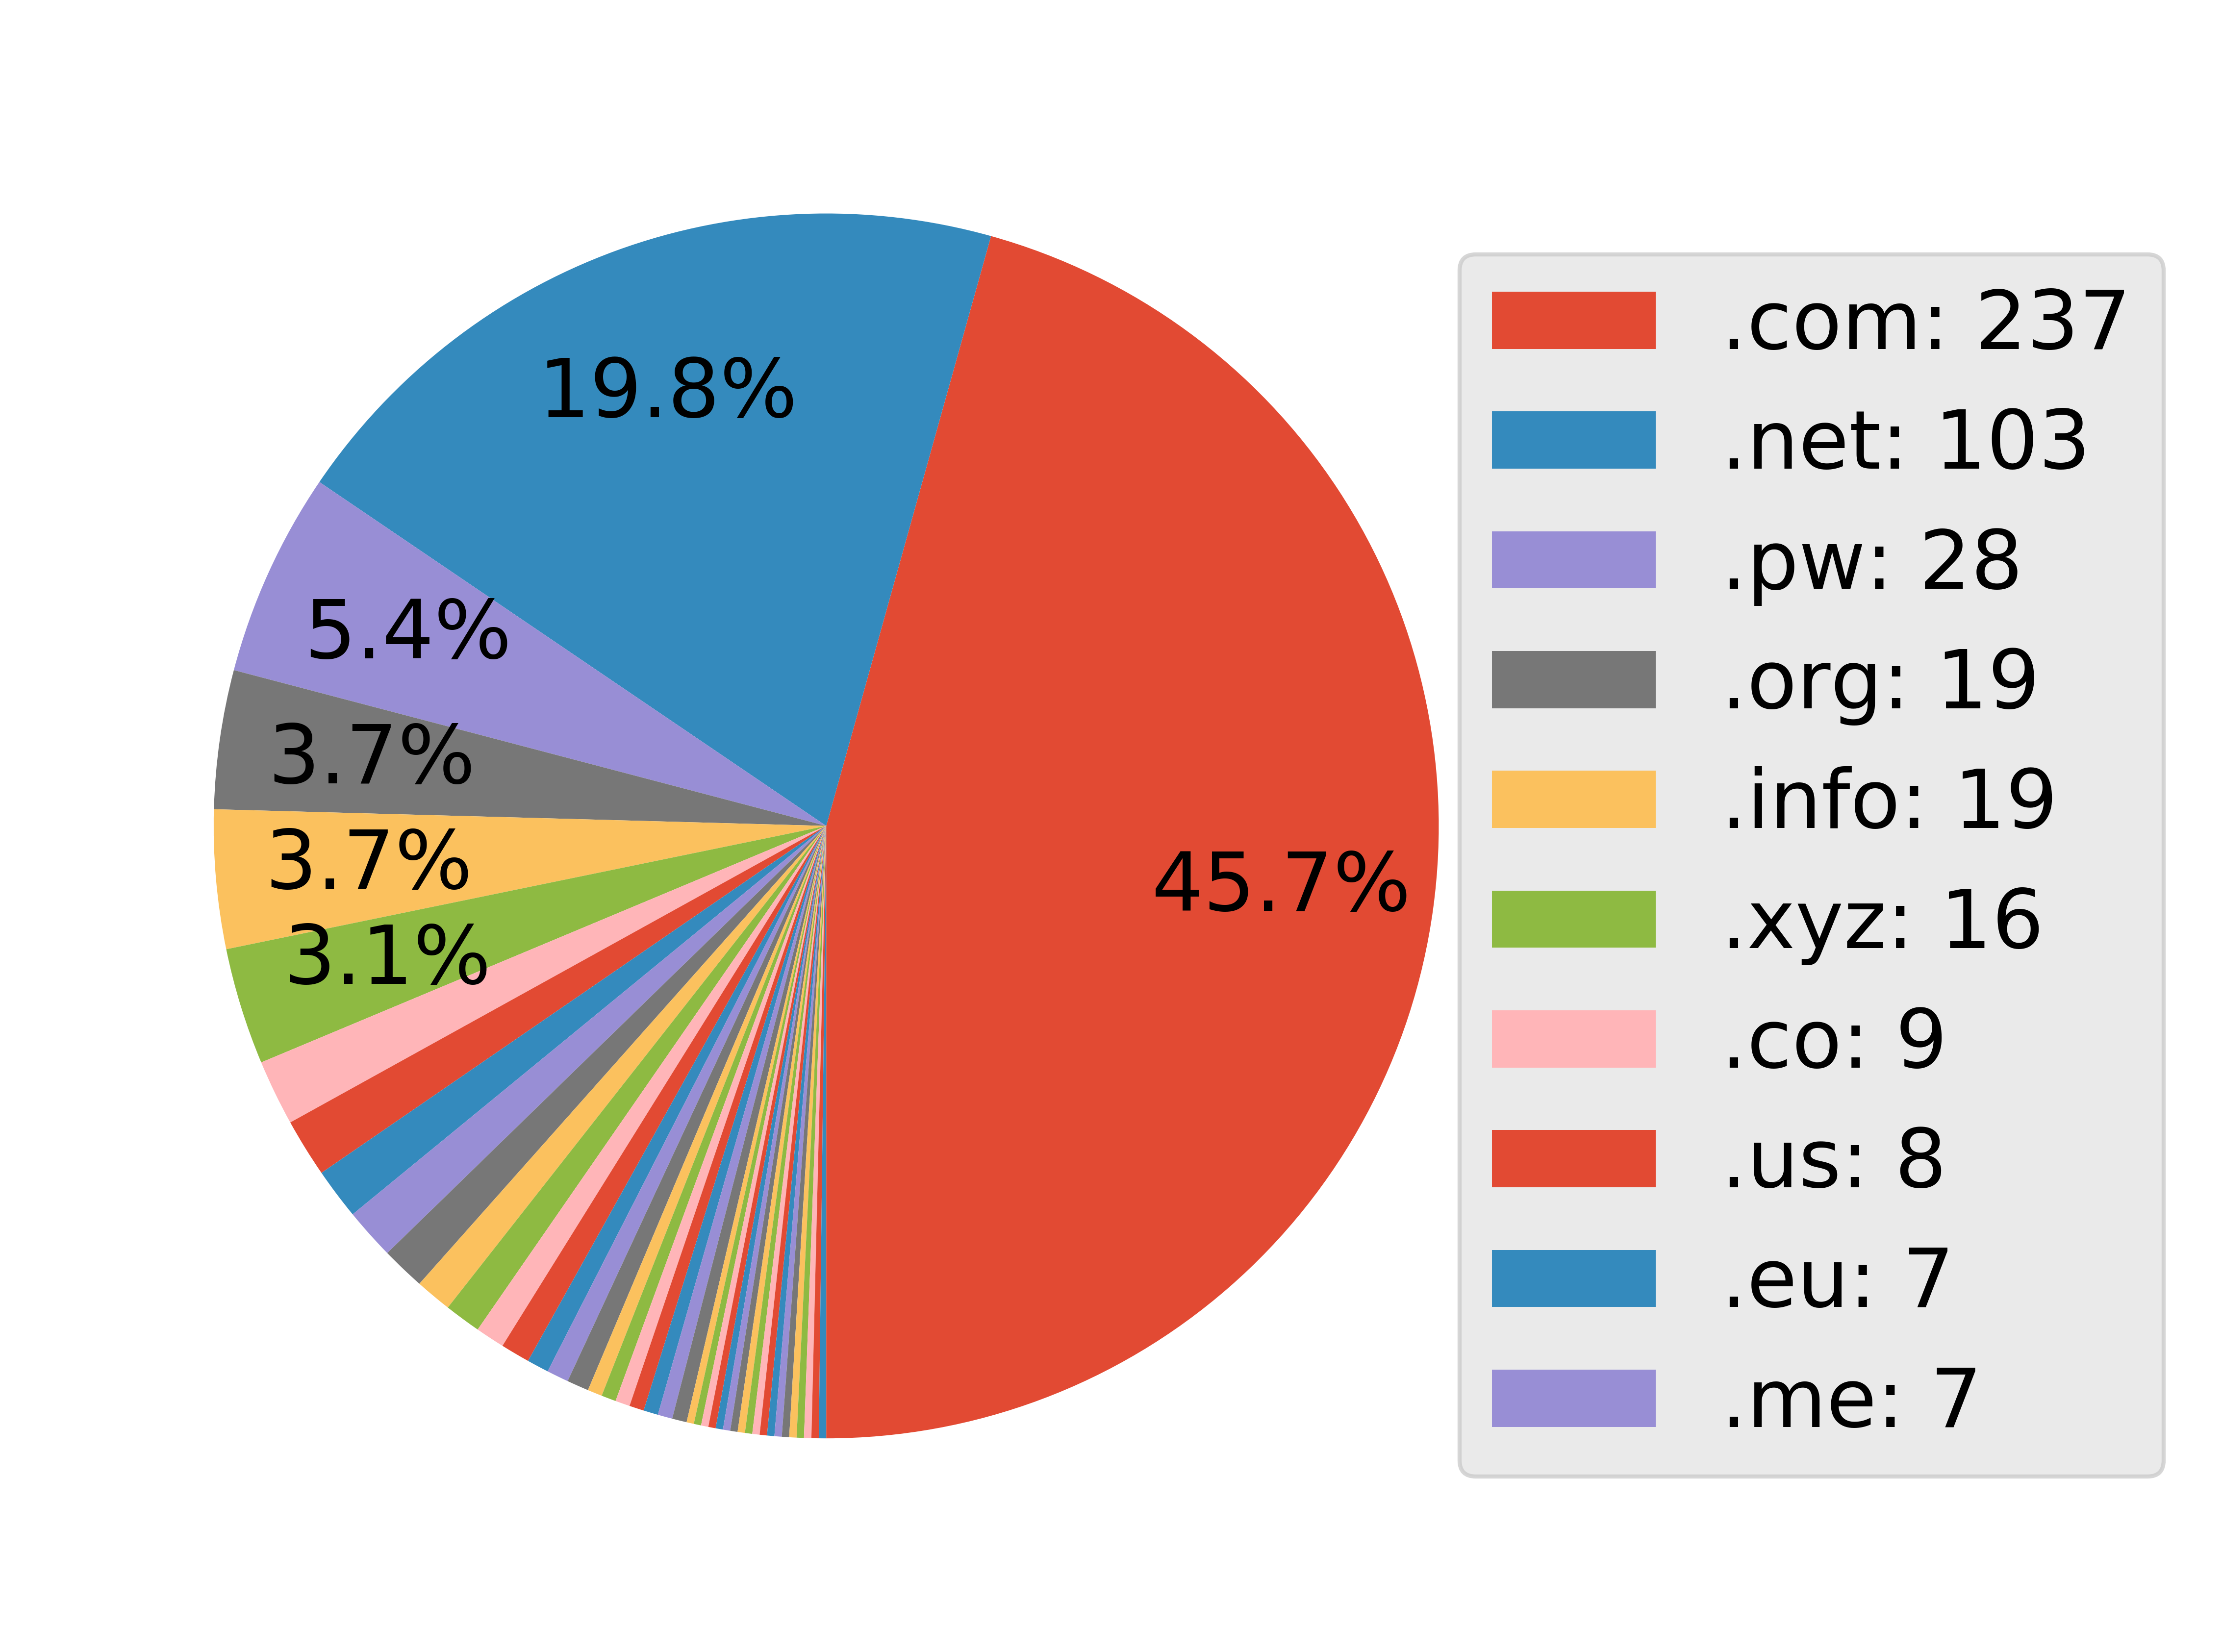 19.8%
5.4%
3.7%
3.7%
3.1%
45.7%
.com: 237
.net: 103
.pw: 28
.org: 19
.info: 19
.xyz: 16
.co: 9
.us: 8
.eu: 7
.me: 7